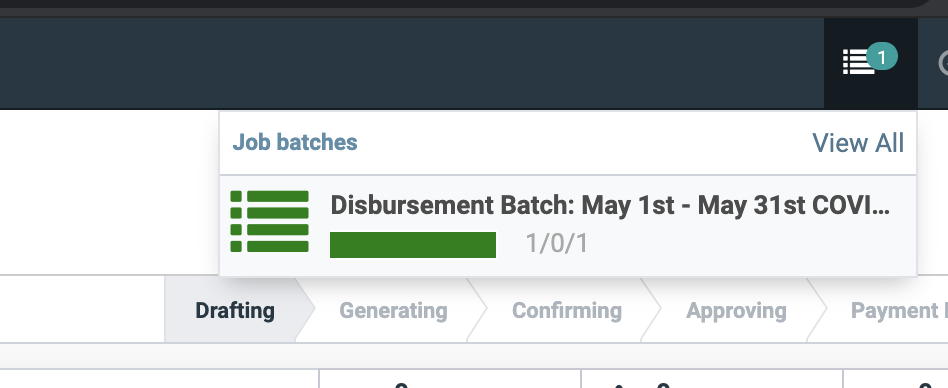 1
Job batches View All
Disbursement Batch: May 1st - May 31st COVI...
1/0/1
Drafting Generating Confirming Approving Payment